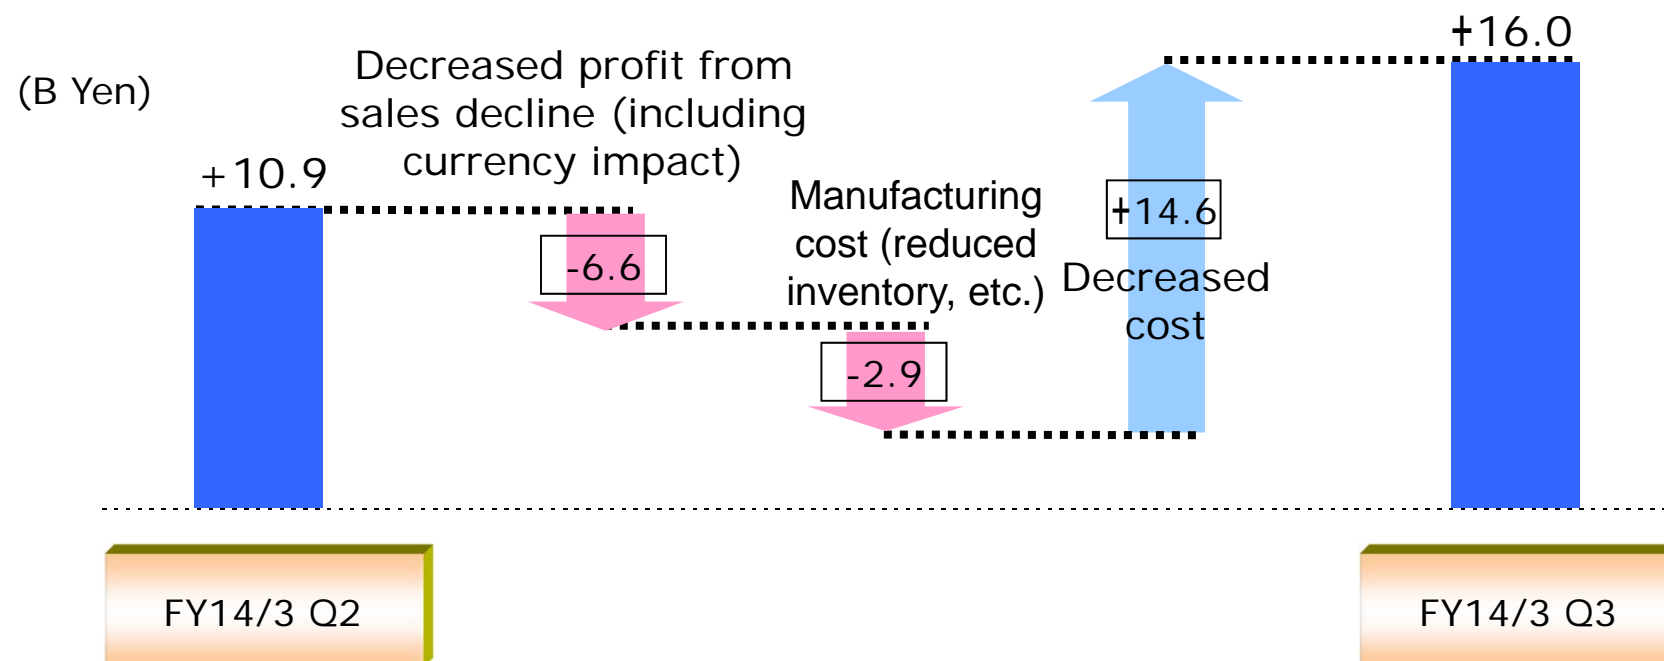 (B Yen)
+10.9
Decreased profit from
sales decline (including
currency impact)
-6.6
Manufacturing
cost (reduced
inventory, etc.)
-2.9
+14.6
Decreased
cost
+16.0
FY14/3 Q2
FY14/3 Q3